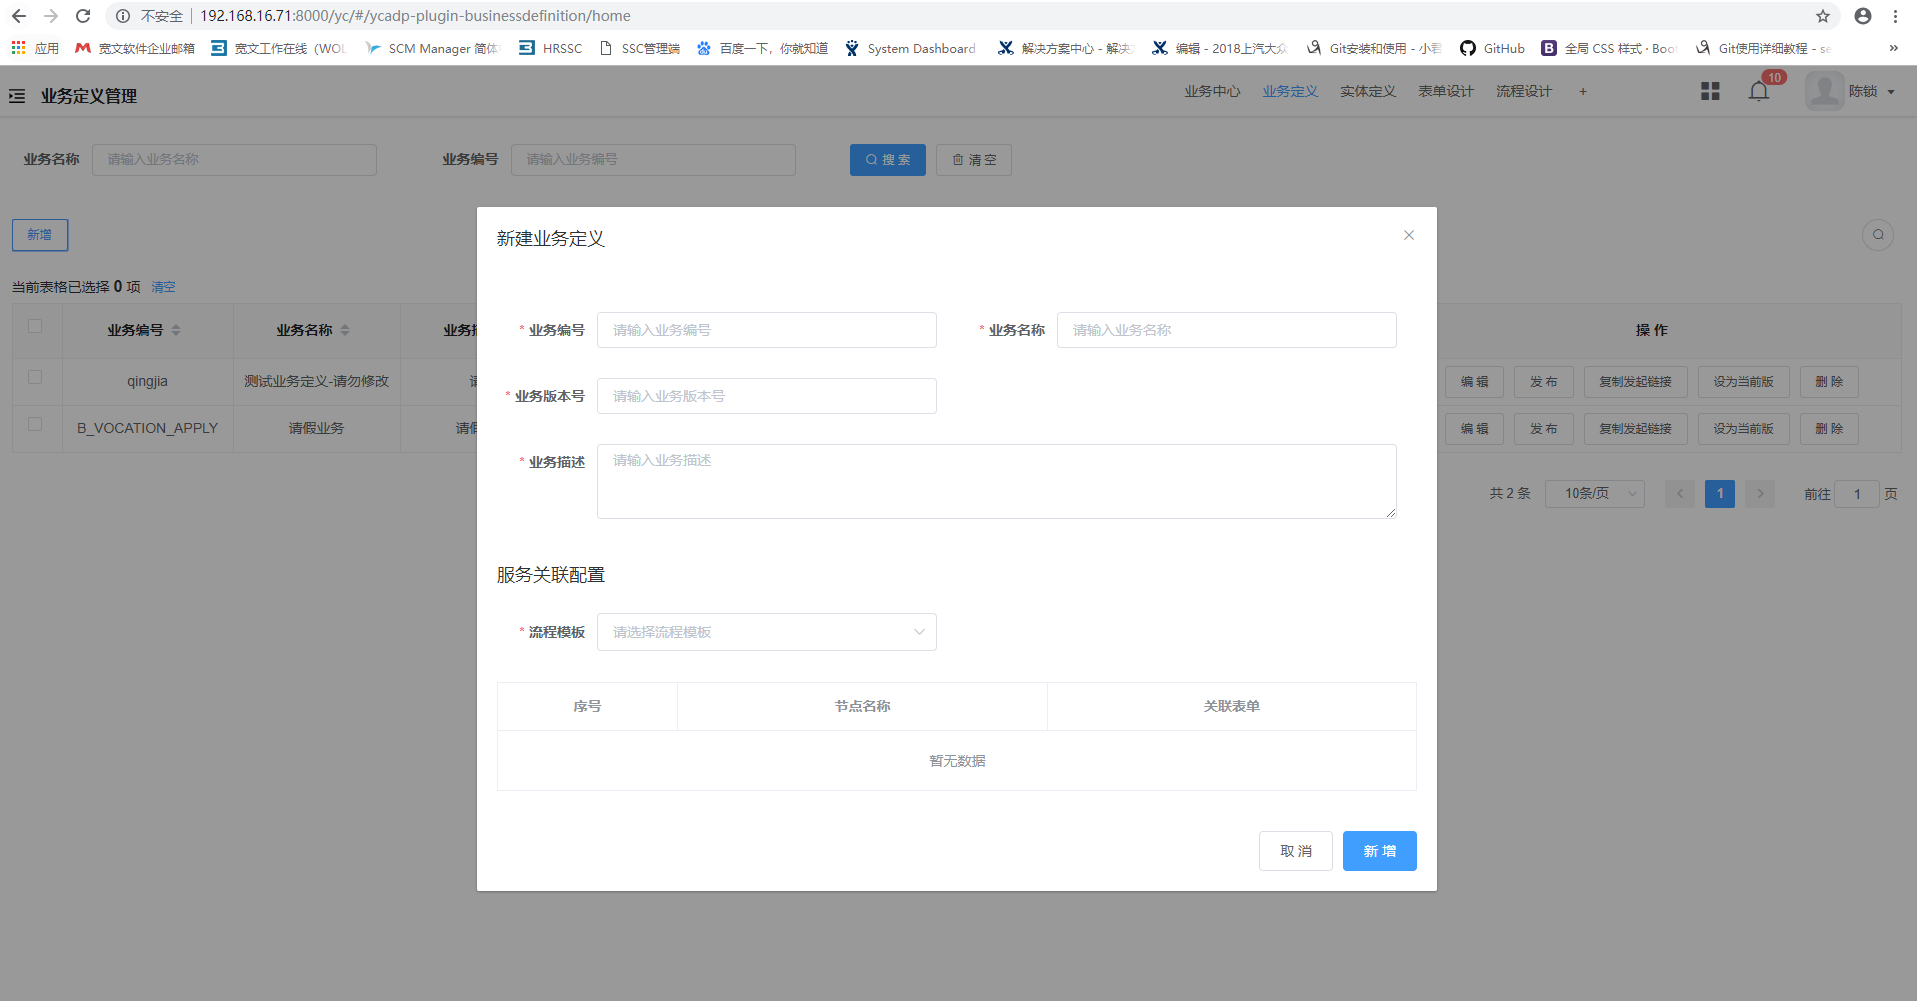 不安全 192.168.16.71:8000/yc/#/ycadp-plugin-businessdefinition/home
应用 宽文软件企业邮箱 宽文工作在线 (WOL SCM Manager 简体 HRSSC SSC管理端 百度一下,你就知道 System Dashboard 解决方案中心 - 解决 编辑 - 2018上汽大众 Git安装和使用 - 小 GitHub 全局 CSS 样式 · Boo Git使用详细教程 - se »
业务定义管理 业务中心 业务定义 实体定义 表单设计 流程设计 + 10 陈锁
业务名称 请输入业务名称 业务编号 请输入业务编号 搜 索 清 空
新增
新建业务定义
当前表格已选择 0 项 清空
业务编号 业务名称 业务 操 作
* 业务编号 请输入业务编号 * 业务名称 请输入业务名称
qingjia 测试业务定义-请勿修改 编 辑 发 布 复制发起链接 设为当前版 删 除
* 业务版本号 请输入业务版本号
B_VOCATION_APPLY 请假业务 编 辑 发 布 复制发起链接 设为当前版 删 除
* 业务描述 请输入业务描述
共 2 条 10条/页 1 前往 1 页
服务关联配置
* 流程模板 请选择流程模板
序号 节点名称 关联表单
暂无数据
取 消 新 增